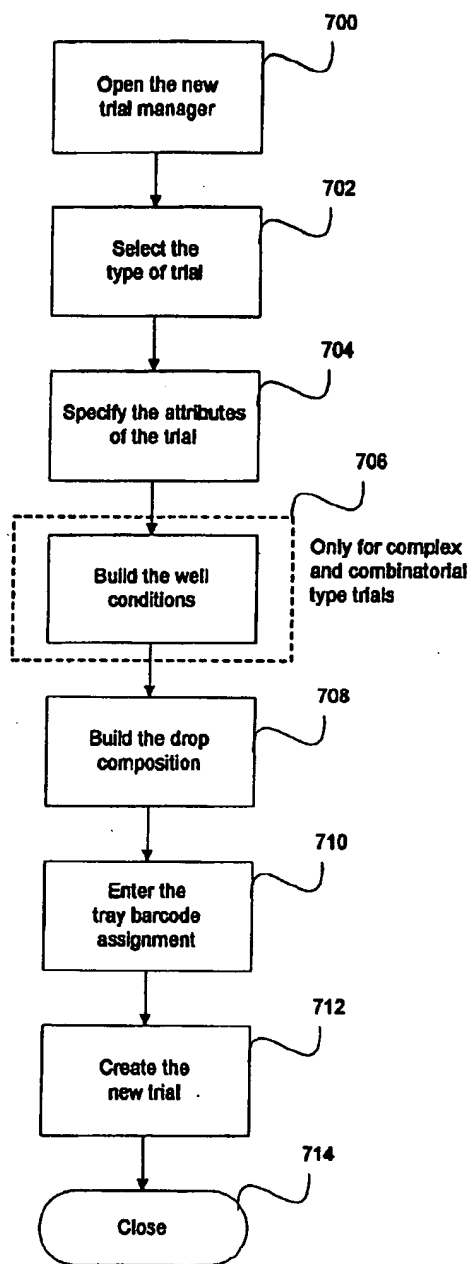 700
Open the new
trial manager
702
Select the
type of trial
704
Specify the attributes
of the trial
706
Only for complex
and combinatorial
type trials
Build the well
conditions
708
Build the drop
composition
710
Enter the
tray barcode
assignment
712
Create the
new trial
714
Close